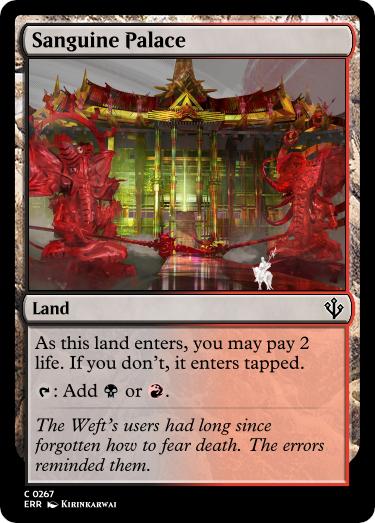 Sanguine Palace
Land
As this land enters, you may pay 2
life. If you don't, it enters tapped.
: Add or .
The Weft's users had long since
forgotten how to fear death. The errors
reminded them.
C 0267
ERR Kirinkarwai